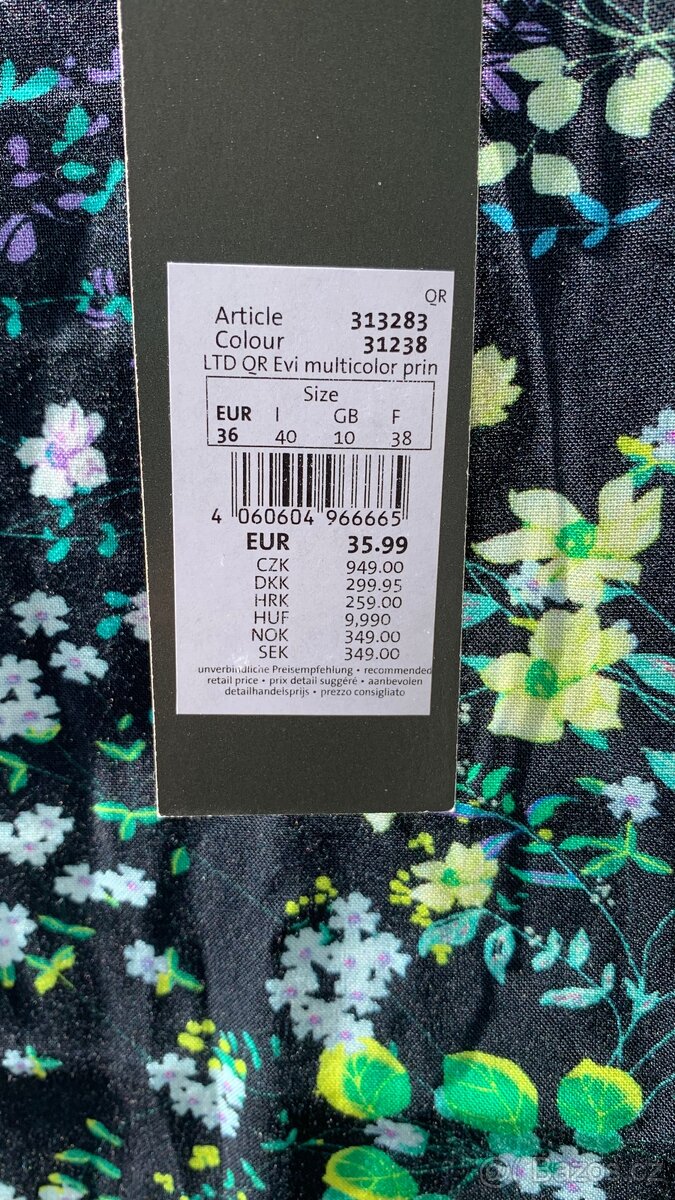 QR
Article 313283
Colour 31238
LTD QR Evi multicolor prin
Size
EUR I GB F
36 40 10 38
4 060604 966665
EUR 35.99
CZK 949.00
DKK 299.95
HRK 259.00
HUF 9,990
NOK 349.00
SEK 349.00
unverbindliche Preisempfehlung • recommended
retail price • prix detail suggéré • aanbevolen
detailhandelsprijs • prezzo consigliato
Bazos.cz